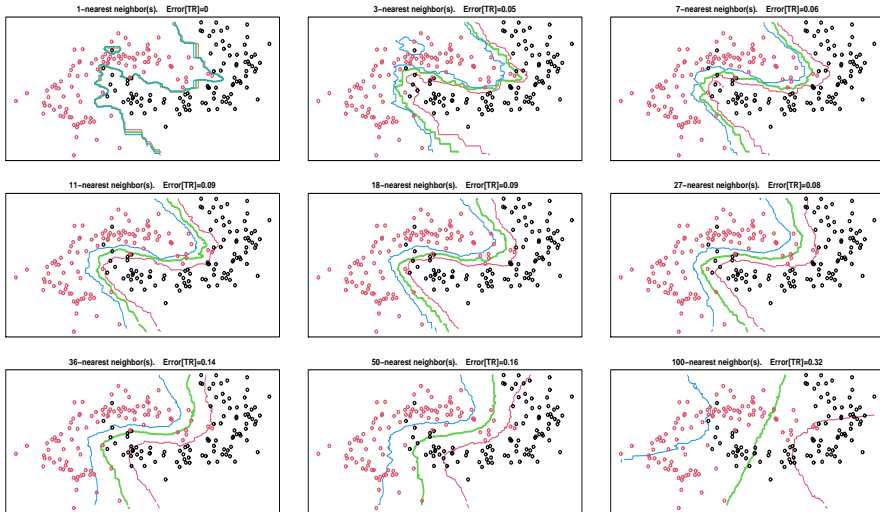 1−nearest neighbor(s). Error[TR]=0
3−nearest neighbor(s). Error[TR]=0.05
7−nearest neighbor(s). Error[TR]=0.06
11−nearest neighbor(s). Error[TR]=0.09
18−nearest neighbor(s). Error[TR]=0.09
27−nearest neighbor(s). Error[TR]=0.08
36−nearest neighbor(s). Error[TR]=0.14
50−nearest neighbor(s). Error[TR]=0.16
100−nearest neighbor(s). Error[TR]=0.32